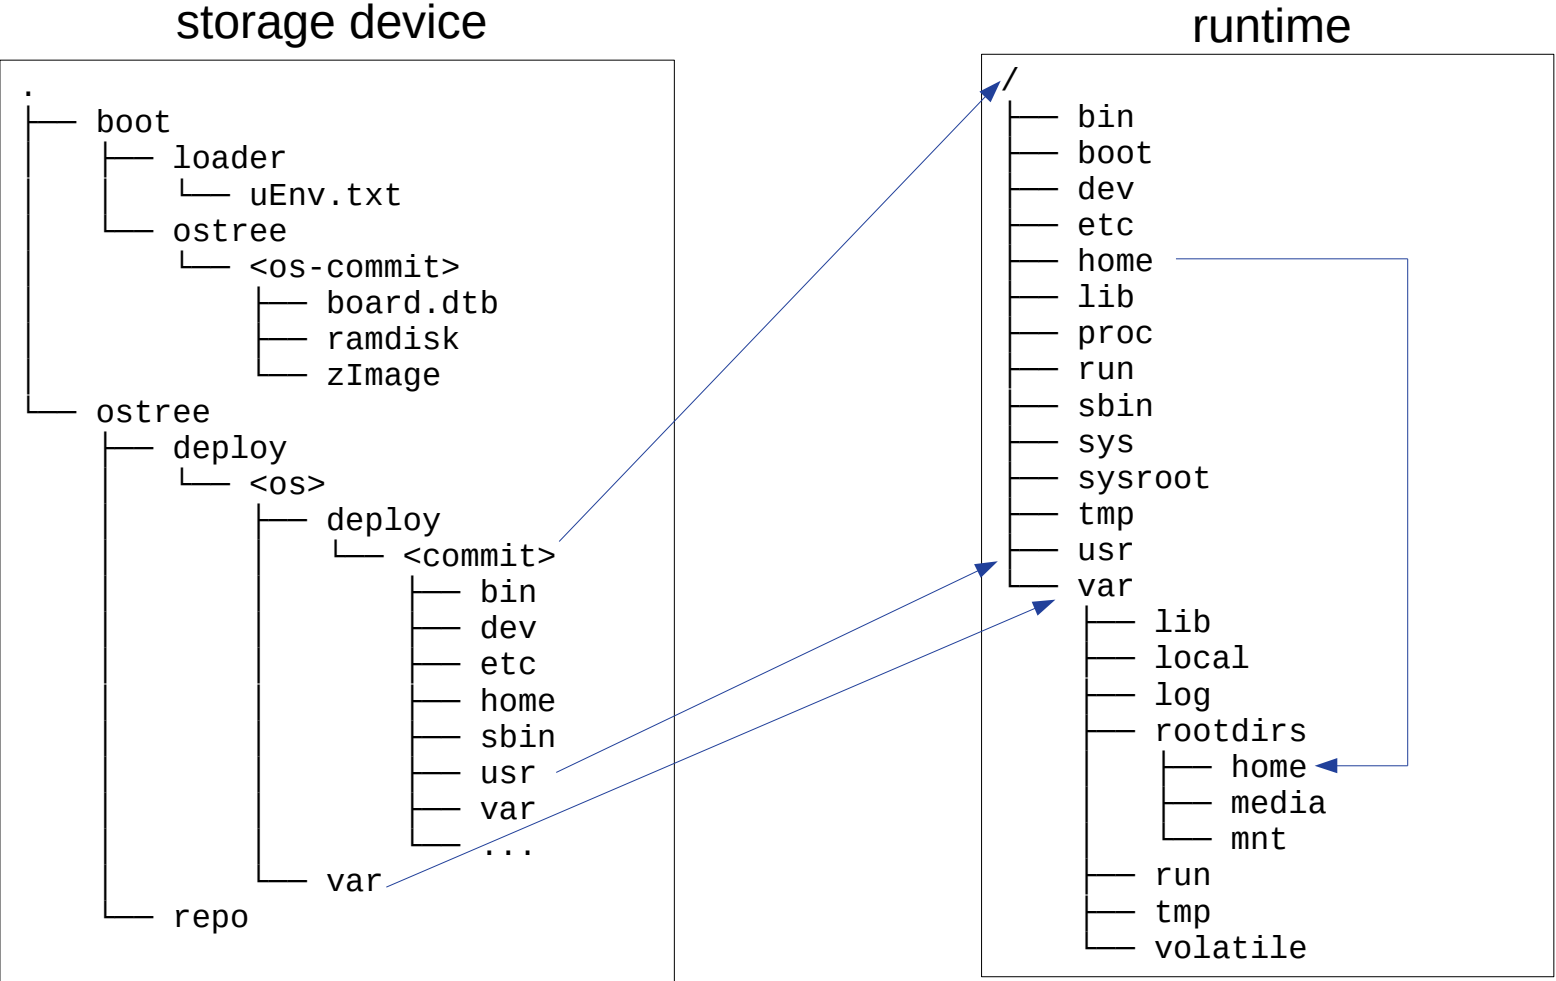 storage device
.
├── boot
│   ├── loader
│   │   └── uEnv.txt
│   └── ostree
│       └── <os-commit>
│           ├── board.dtb
│           ├── ramdisk
│           └── zImage
└── ostree
    ├── deploy
    │   └── <os>
    │       ├── deploy
    │       │   └── <commit>
    │       │       ├── bin
    │       │       ├── dev
    │       │       ├── etc
    │       │       ├── home
    │       │       ├── sbin
    │       │       ├── usr
    │       │       ├── var
    │       │       └── ...
    │       └── var
    └── repo
runtime
/
├── bin
├── boot
├── dev
├── etc
├── home
├── lib
├── proc
├── run
├── sbin
├── sys
├── sysroot
├── tmp
├── usr
└── var
    ├── lib
    ├── local
    ├── log
    ├── rootdirs
    │   ├── home
    │   ├── media
    │   └── mnt
    ├── run
    ├── tmp
    └── volatile